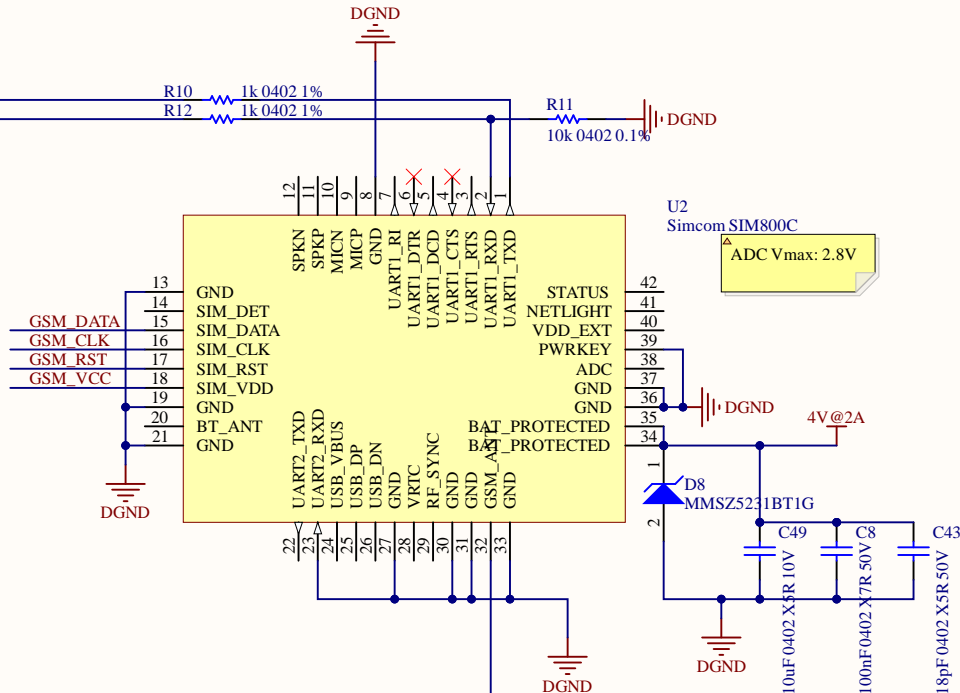 DGND
R10 1k 0402 1%
R12 1k 0402 1%
R11
10k 0402 0.1%
DGND
12 11 10 9 8 7 6 5 4 3 2 1
SPKN
SPKP
MICN
MICP
GND
UART1_RI
UART1_DTR
UART1_DCD
UART1_CTS
UART1_RTS
UART1_RXD
UART1_TXD
U2
Simcom SIM800C
ADC Vmax: 2.8V
13 GND
14 SIM_DET
GSM_DATA 15 SIM_DATA
GSM_CLK 16 SIM_CLK
GSM_RST 17 SIM_RST
GSM_VCC 18 SIM_VDD
19 GND
20 BT_ANT
21 GND
DGND
STATUS 42
NETLIGHT 41
VDD_EXT 40
PWRKEY 39
ADC 38
GND 37
GND 36
BAT_PROTECTED 35
BAT_PROTECTED 34
DGND
4V@2A
UART2_TXD
UART2_RXD
USB_VBUS
USB_DP
USB_DN
GND
VRTC
RF_SYNC
GND
GND
GSM_ANT
GND
22 23 24 25 26 27 28 29 30 31 32 33
DGND
1
D8
MMSZ5231BT1G
2
C49
10uF 0402 X5R 10V
C8
100nF 0402 X7R 50V
C43
18pF 0402 X5R 50V
DGND